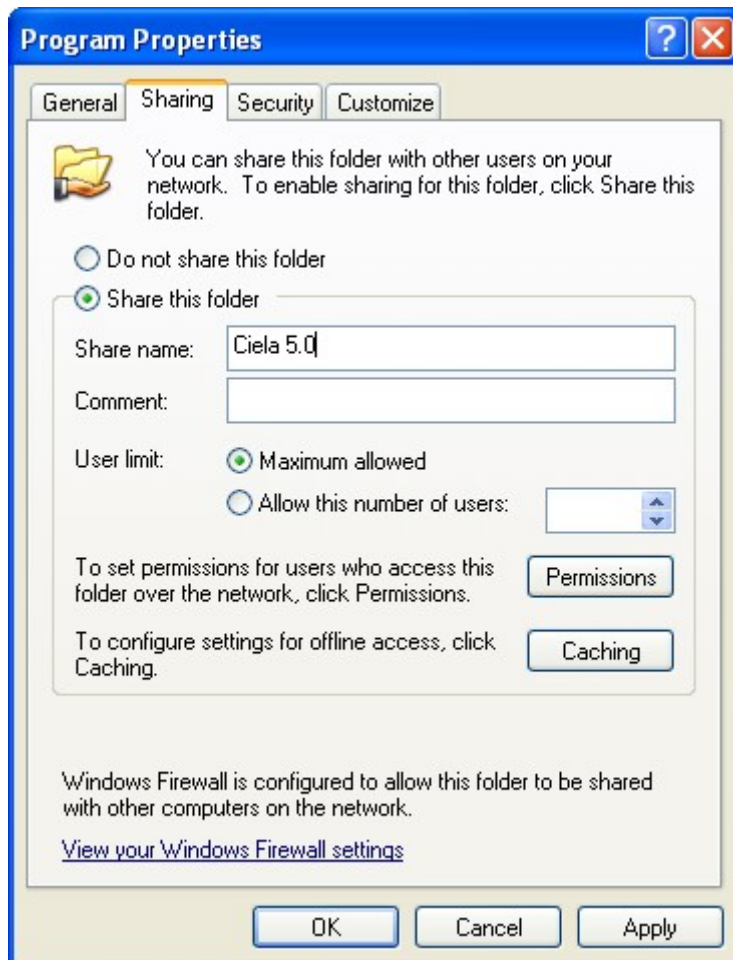 Program Properties
General Sharing Security Customize
You can share this folder with other users on your
network. To enable sharing for this folder, click Share this
folder.
Do not share this folder
Share this folder
Share name: Ciela 5.0
Comment:
User limit: Maximum allowed
Allow this number of users:
To set permissions for users who access this
folder over the network, click Permissions.
Permissions
To configure settings for offline access, click
Caching.
Caching
Windows Firewall is configured to allow this folder to be shared
with other computers on the network.
View your Windows Firewall settings
OK Cancel Apply